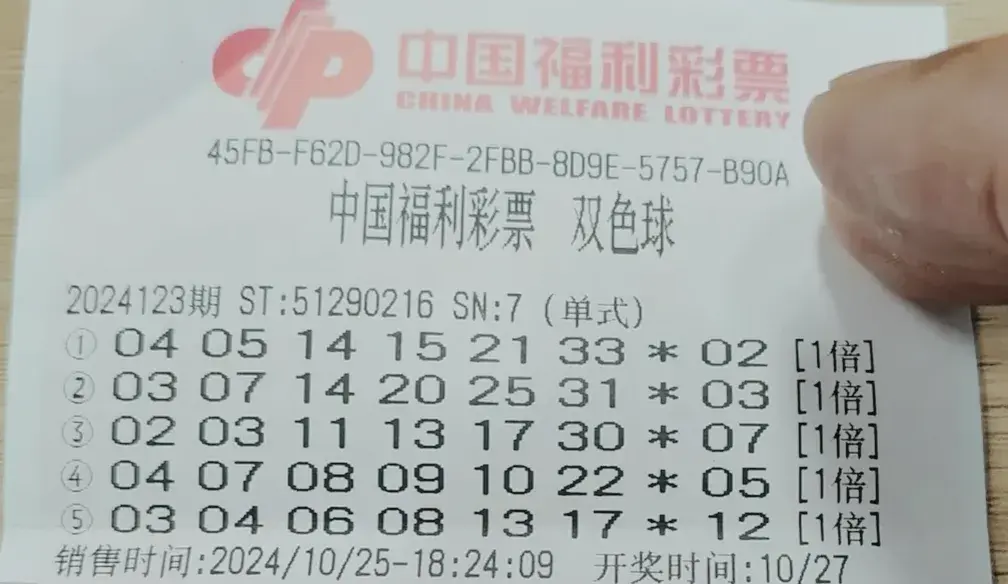 中国福利彩票
CHINA WELFARE LOTTERY
45FB-F62D-982F-2FBB-8D9E-5757-B90A
中国福利彩票 双色球
2024123期 ST:51290216 SN:7 (单式)
① 04 05 14 15 21 33 * 02 [1倍]
② 03 07 14 20 25 31 * 03 [1倍]
③ 02 03 11 13 17 30 * 07 [1倍]
④ 04 07 08 09 10 22 * 05 [1倍]
⑤ 03 04 06 08 13 17 * 12 [1倍]
销售时间:2024/10/25-18:24:09 开奖时间:10/27